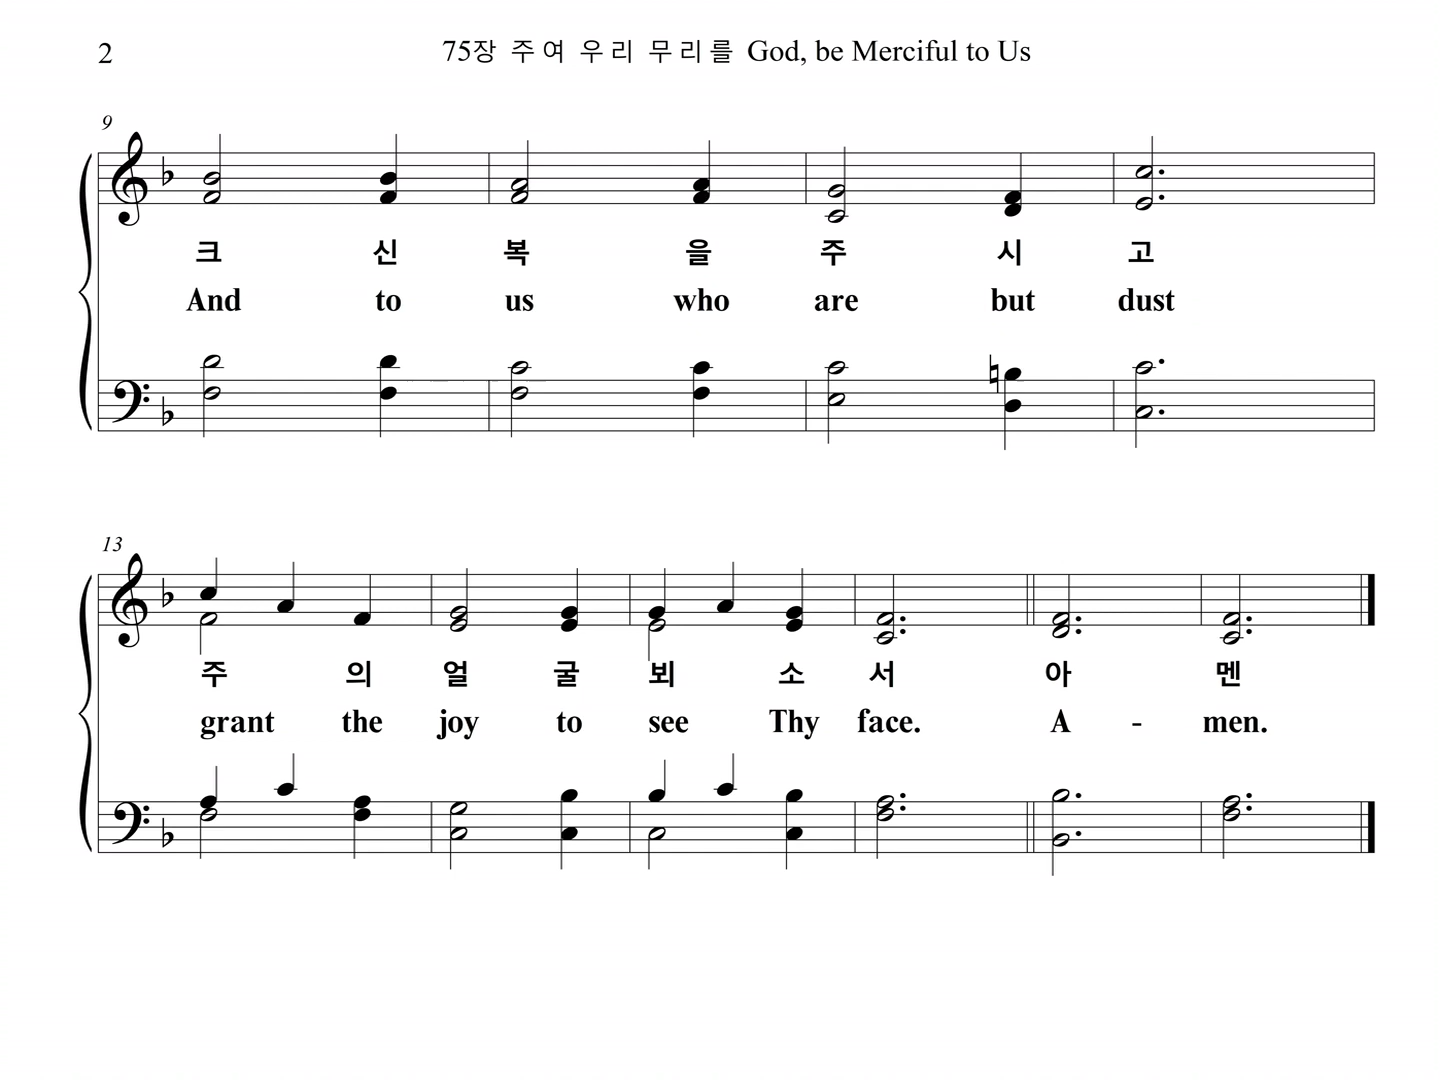 2
75장 주 여 우 리 무 리 를 God, be Merciful to Us
9
크 신 복 을 주 시 고
And to us who are but dust
13
주 의 얼 굴 뵈 소 서 아 멘
grant the joy to see Thy face. A - men.